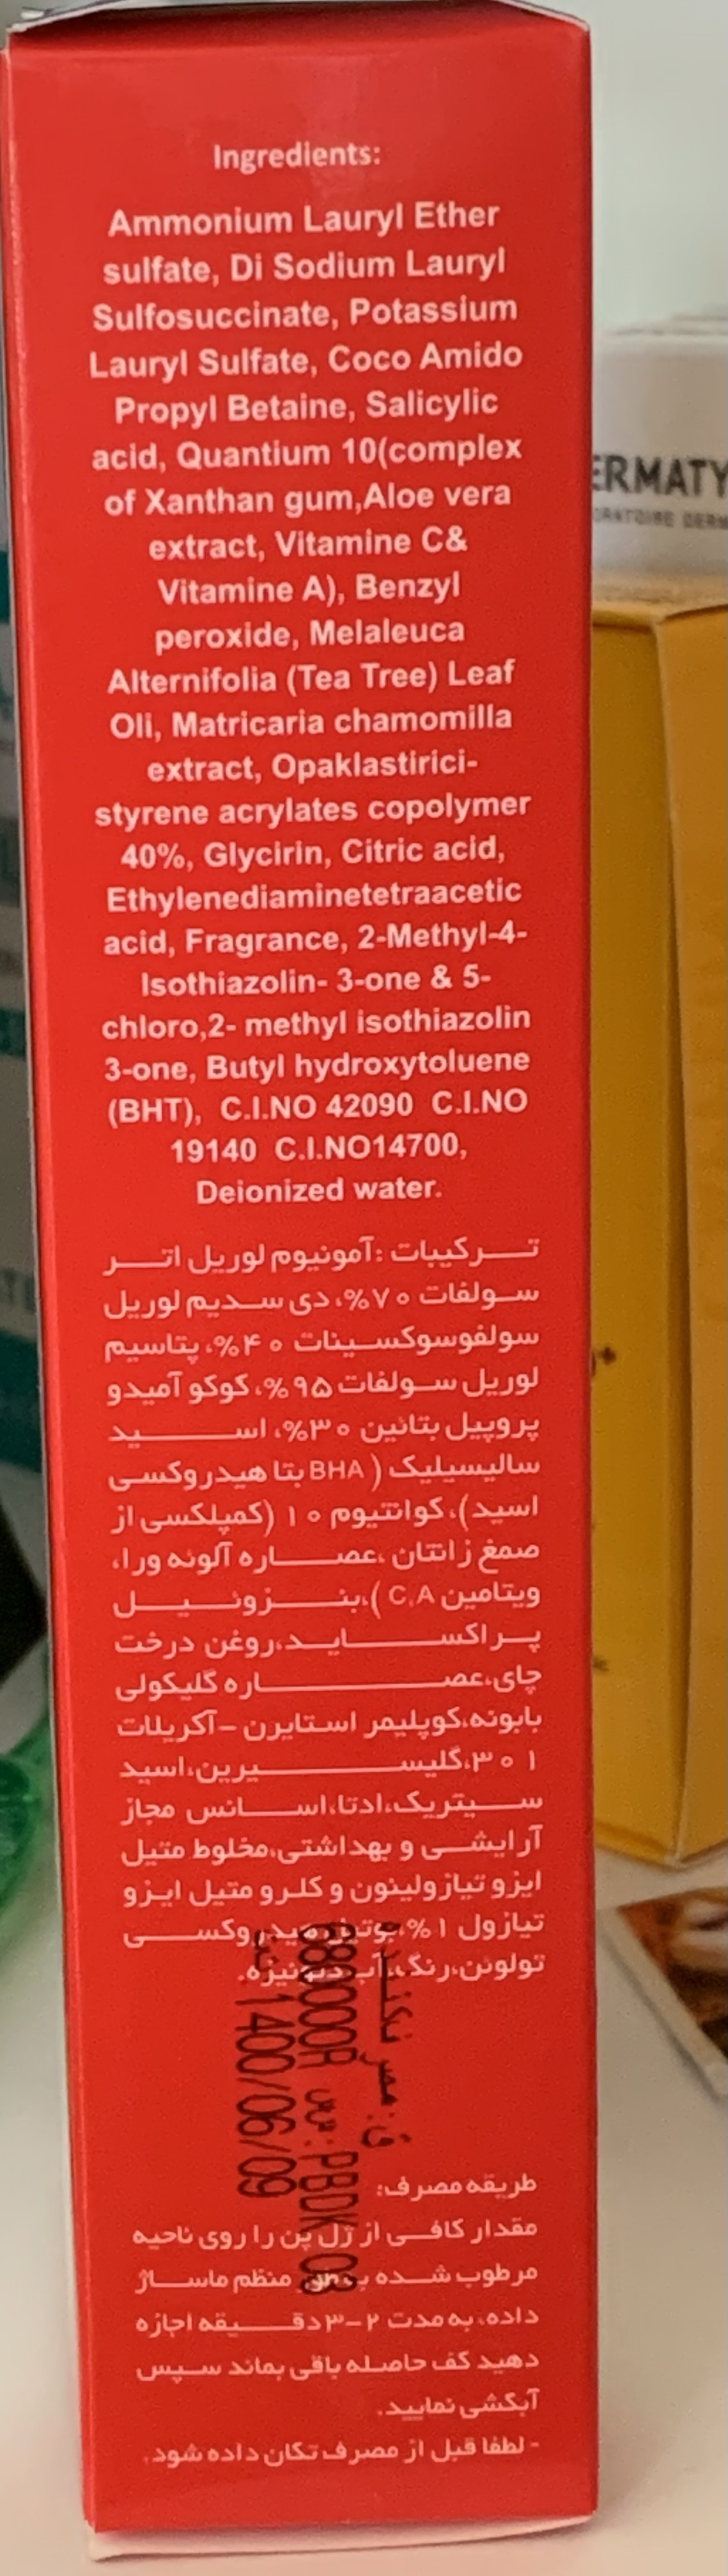 Ingredients:
Ammonium Lauryl Ether
sulfate, Di Sodium Lauryl
Sulfosuccinate, Potassium
Lauryl Sulfate, Coco Amido
Propyl Betaine, Salicylic
acid, Quantium 10(complex
of Xanthan gum,Aloe vera
extract, Vitamine C&
Vitamine A), Benzyl
peroxide, Melaleuca
Alternifolia (Tea Tree) Leaf
Oli, Matricaria chamomilla
extract, Opaklastirici-
styrene acrylates copolymer
40%, Glycirin, Citric acid,
Ethylenediaminetetraacetic
acid, Fragrance, 2-Methyl-4-
Isothiazolin- 3-one & 5-
chloro,2- methyl isothiazolin
3-one, Butyl hydroxytoluene
(BHT), C.I.NO 42090 C.I.NO
19140 C.I.NO14700,
Deionized water.
ترکیبات :آمونیوم لوریل اتر
سولفات ۷۰%،دی سدیم لوریل
سولفوسوکسینات ۴۰%،پتاسیم
لوریل سولفات ۹۵%،کوکو آمیدو
پروپیل بتائین ۳۰%، اسید
سالیسیلیک (BHA بتا هیدروکسی
اسید)،کوانتیوم ۱۰ (کمپلکسی از
صمغ زانتان ،عصاره آلوئه ورا،
ویتامین C,A)،بنزوئیل
پراکساید،روغن درخت
چای،عصاره گلیکولی
بابونه،کوپلیمر استایرن -آکریلات
۳۰۱،گلیسیرین،اسید
سیتریک،ادتا،اسانس مجاز
آرایشی و بهداشتی،مخلوط متیل
ایزو تیازولینون و کلرو متیل ایزو
تیازول ۱%،بوتیل هیدروکسی
تولوئن،رنگ،آب دیونیزه.
ق: مصرف کننده
680000R س.س: PBDK 03
ت: 1400/06/09
طریقه مصرف:
مقدار کافی از ژل پن را روی ناحیه
مرطوب شده منظم ماساژ
داده،به مدت ۲-۳ دقیقه اجازه
دهید کف حاصله باقی بماند سپس
آبکشی نمایید.
- لطفا قبل از مصرف تکان داده شود.
ERMATY